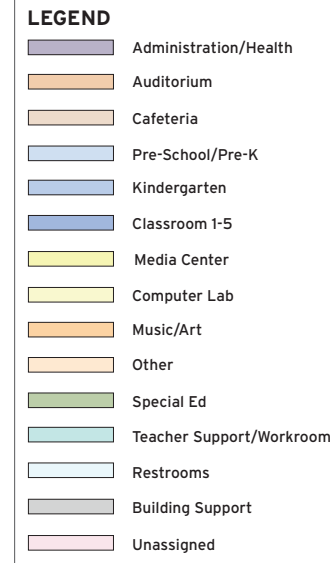 LEGEND
Administration/Health
Auditorium
Cafeteria
Pre-School/Pre-K
Kindergarten
Classroom 1-5
Media Center
Computer Lab
Music/Art
Other
Special Ed
Teacher Support/Workroom
Restrooms
Building Support
Unassigned